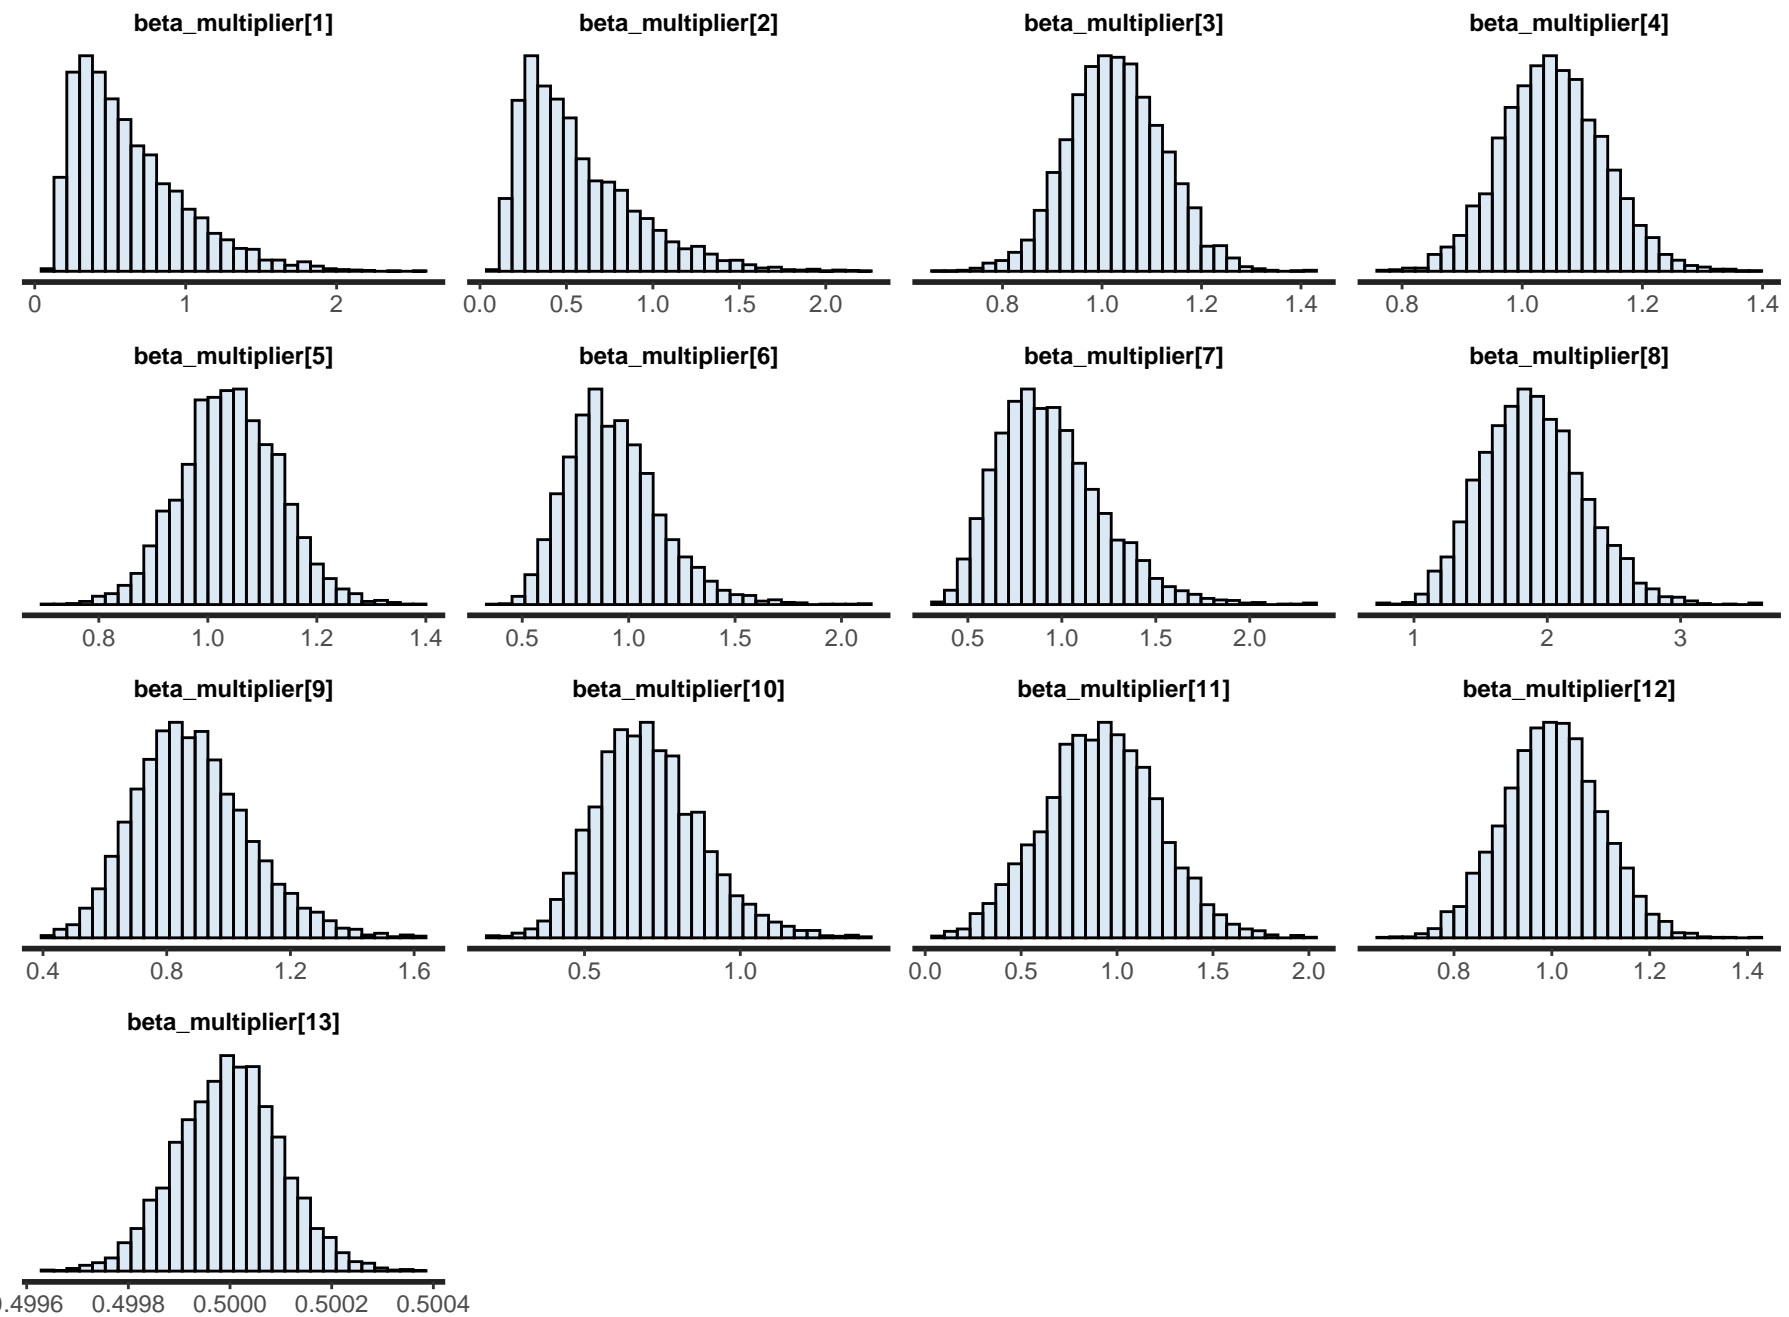 beta_multiplier[1] beta_multiplier[2] beta_multiplier[3] beta_multiplier[4]
0 1 2 0.0 0.5 1.0 1.5 2.0 0.8 1.0 1.2 1.4 0.8 1.0 1.2 1.4
beta_multiplier[5] beta_multiplier[6] beta_multiplier[7] beta_multiplier[8]
0.8 1.0 1.2 1.4 0.5 1.0 1.5 2.0 0.5 1.0 1.5 2.0 1 2 3
beta_multiplier[9] beta_multiplier[10] beta_multiplier[11] beta_multiplier[12]
0.4 0.8 1.2 1.6 0.5 1.0 0.0 0.5 1.0 1.5 2.0 0.8 1.0 1.2 1.4
beta_multiplier[13]
.4996 0.4998 0.5000 0.5002 0.5004